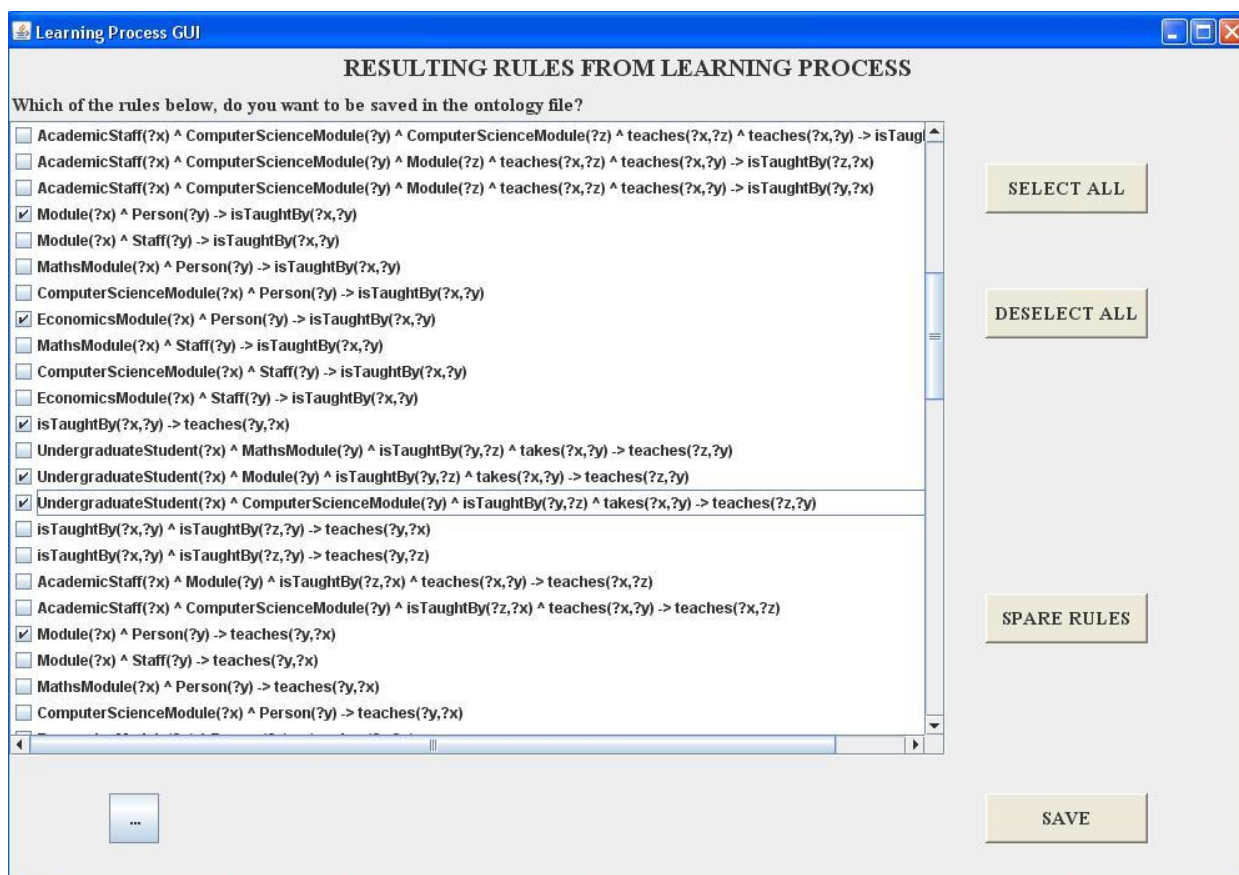 Learning Process GUI
RESULTING RULES FROM LEARNING PROCESS
Which of the rules below, do you want to be saved in the ontology file?
AcademicStaff(?x) ^ ComputerScienceModule(?y) ^ ComputerScienceModule(?z) ^ teaches(?x,?z) ^ teaches(?x,?y) -> isTaugl
AcademicStaff(?x) ^ ComputerScienceModule(?y) ^ Module(?z) ^ teaches(?x,?z) ^ teaches(?x,?y) -> isTaughtBy(?z,?x)
AcademicStaff(?x) ^ ComputerScienceModule(?y) ^ Module(?z) ^ teaches(?x,?z) ^ teaches(?x,?y) -> isTaughtBy(?y,?x)
SELECT ALL
Module(?x) ^ Person(?y) -> isTaughtBy(?x,?y)
Module(?x) ^ Staff(?y) -> isTaughtBy(?x,?y)
MathsModule(?x) ^ Person(?y) -> isTaughtBy(?x,?y)
ComputerScienceModule(?x) ^ Person(?y) -> isTaughtBy(?x,?y)
EconomicsModule(?x) ^ Person(?y) -> isTaughtBy(?x,?y)
DESELECT ALL
MathsModule(?x) ^ Staff(?y) -> isTaughtBy(?x,?y)
ComputerScienceModule(?x) ^ Staff(?y) -> isTaughtBy(?x,?y)
EconomicsModule(?x) ^ Staff(?y) -> isTaughtBy(?x,?y)
isTaughtBy(?x,?y) -> teaches(?y,?x)
UndergraduateStudent(?x) ^ MathsModule(?y) ^ isTaughtBy(?y,?z) ^ takes(?x,?y) -> teaches(?z,?y)
UndergraduateStudent(?x) ^ Module(?y) ^ isTaughtBy(?y,?z) ^ takes(?x,?y) -> teaches(?z,?y)
UndergraduateStudent(?x) ^ ComputerScienceModule(?y) ^ isTaughtBy(?y,?z) ^ takes(?x,?y) -> teaches(?z,?y)
isTaughtBy(?x,?y) ^ isTaughtBy(?z,?y) -> teaches(?y,?x)
isTaughtBy(?x,?y) ^ isTaughtBy(?z,?y) -> teaches(?y,?z)
AcademicStaff(?x) ^ Module(?y) ^ isTaughtBy(?z,?x) ^ teaches(?x,?y) -> teaches(?x,?z)
AcademicStaff(?x) ^ ComputerScienceModule(?y) ^ isTaughtBy(?z,?x) ^ teaches(?x,?y) -> teaches(?x,?z)
SPARE RULES
Module(?x) ^ Person(?y) -> teaches(?y,?x)
Module(?x) ^ Staff(?y) -> teaches(?y,?x)
MathsModule(?x) ^ Person(?y) -> teaches(?y,?x)
ComputerScienceModule(?x) ^ Person(?y) -> teaches(?y,?x)
...
SAVE